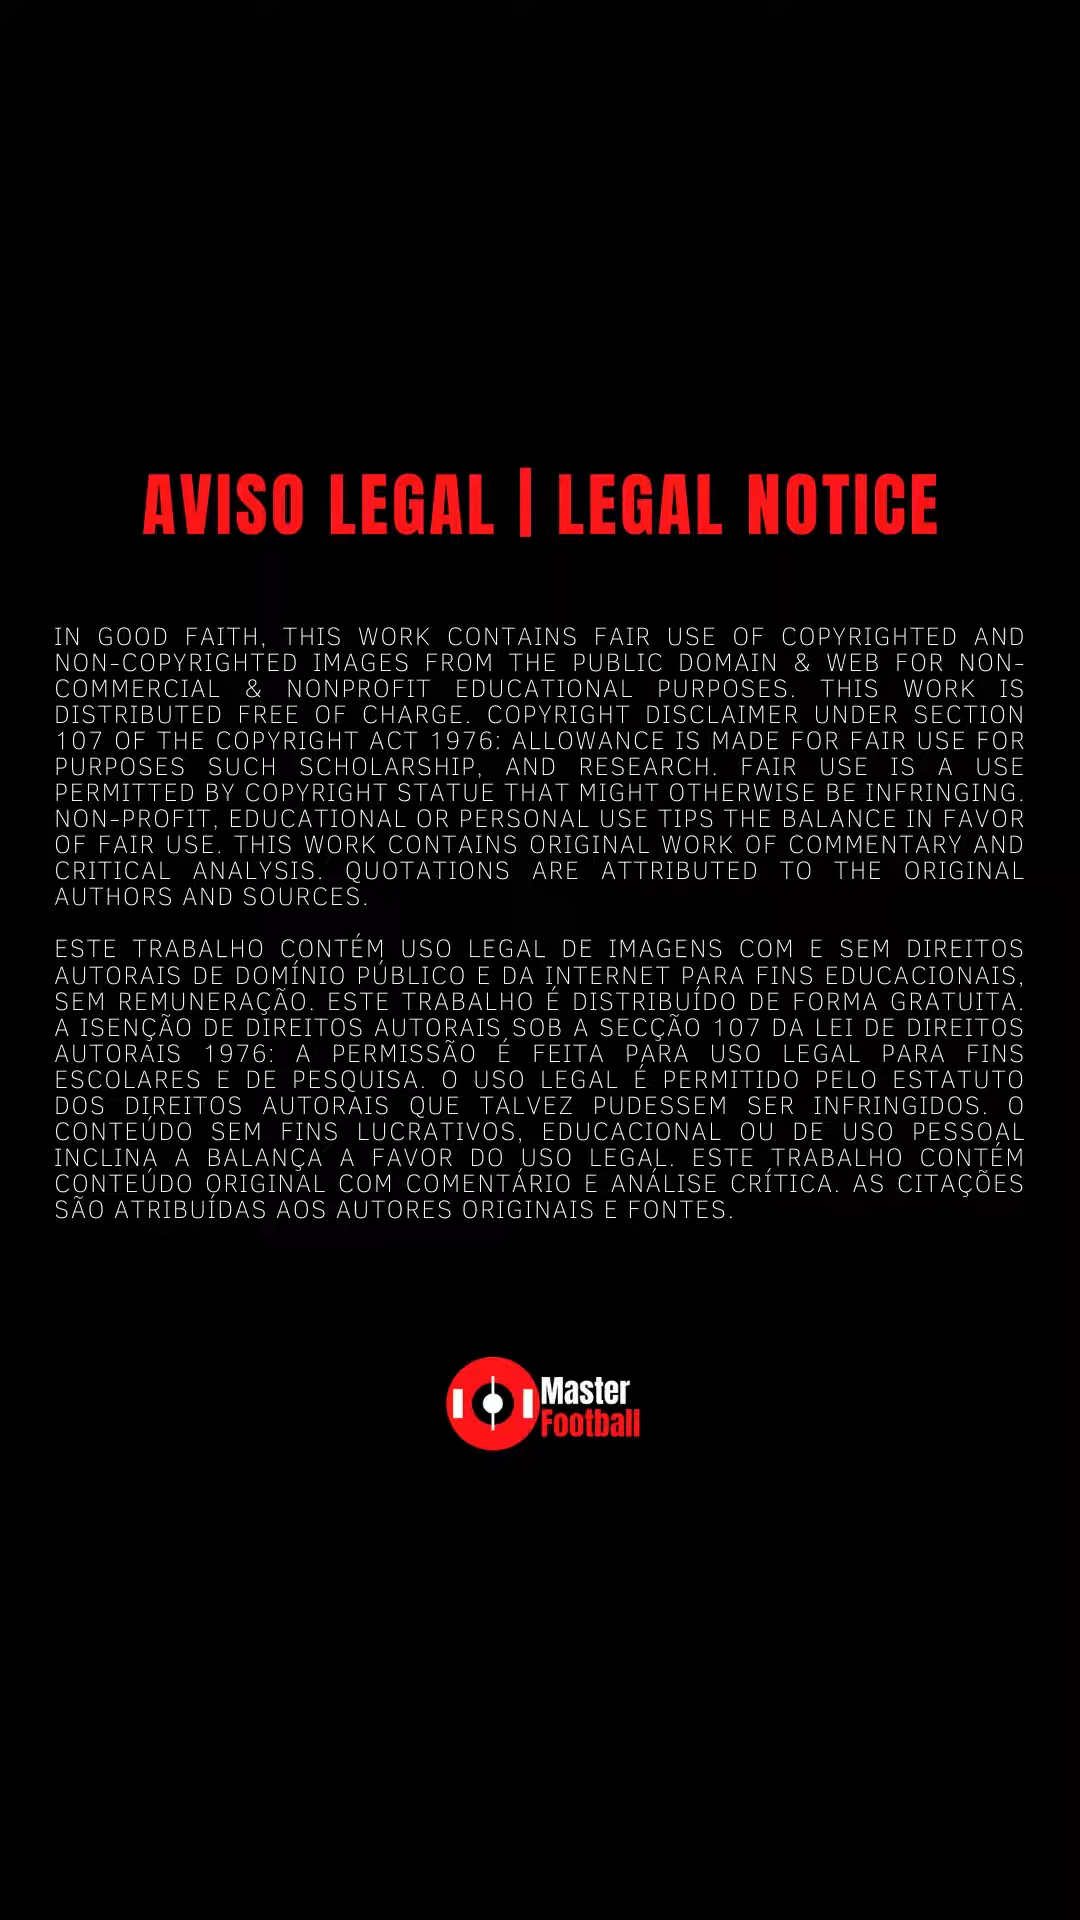 AVISO LEGAL | LEGAL NOTICE
IN GOOD FAITH, THIS WORK CONTAINS FAIR USE OF COPYRIGHTED AND
NON-COPYRIGHTED IMAGES FROM THE PUBLIC DOMAIN & WEB FOR NON-
COMMERCIAL & NONPROFIT EDUCATIONAL PURPOSES. THIS WORK IS
DISTRIBUTED FREE OF CHARGE. COPYRIGHT DISCLAIMER UNDER SECTION
107 OF THE COPYRIGHT ACT 1976: ALLOWANCE IS MADE FOR FAIR USE FOR
PURPOSES SUCH SCHOLARSHIP, AND RESEARCH. FAIR USE IS A USE
PERMITTED BY COPYRIGHT STATUE THAT MIGHT OTHERWISE BE INFRINGING.
NON-PROFIT, EDUCATIONAL OR PERSONAL USE TIPS THE BALANCE IN FAVOR
OF FAIR USE. THIS WORK CONTAINS ORIGINAL WORK OF COMMENTARY AND
CRITICAL ANALYSIS. QUOTATIONS ARE ATTRIBUTED TO THE ORIGINAL
AUTHORS AND SOURCES.
ESTE TRABALHO CONTÉM USO LEGAL DE IMAGENS COM E SEM DIREITOS
AUTORAIS DE DOMÍNIO PÚBLICO E DA INTERNET PARA FINS EDUCACIONAIS,
SEM REMUNERAÇÃO. ESTE TRABALHO É DISTRIBUÍDO DE FORMA GRATUITA.
A ISENÇÃO DE DIREITOS AUTORAIS SOB A SECÇÃO 107 DA LEI DE DIREITOS
AUTORAIS 1976: A PERMISSÃO É FEITA PARA USO LEGAL PARA FINS
ESCOLARES E DE PESQUISA. O USO LEGAL É PERMITIDO PELO ESTATUTO
DOS DIREITOS AUTORAIS QUE TALVEZ PUDESSEM SER INFRINGIDOS. O
CONTEÚDO SEM FINS LUCRATIVOS, EDUCACIONAL OU DE USO PESSOAL
INCLINA A BALANÇA A FAVOR DO USO LEGAL. ESTE TRABALHO CONTÉM
CONTEÚDO ORIGINAL COM COMENTÁRIO E ANÁLISE CRÍTICA. AS CITAÇÕES
SÃO ATRIBUÍDAS AOS AUTORES ORIGINAIS E FONTES.
Master
Football